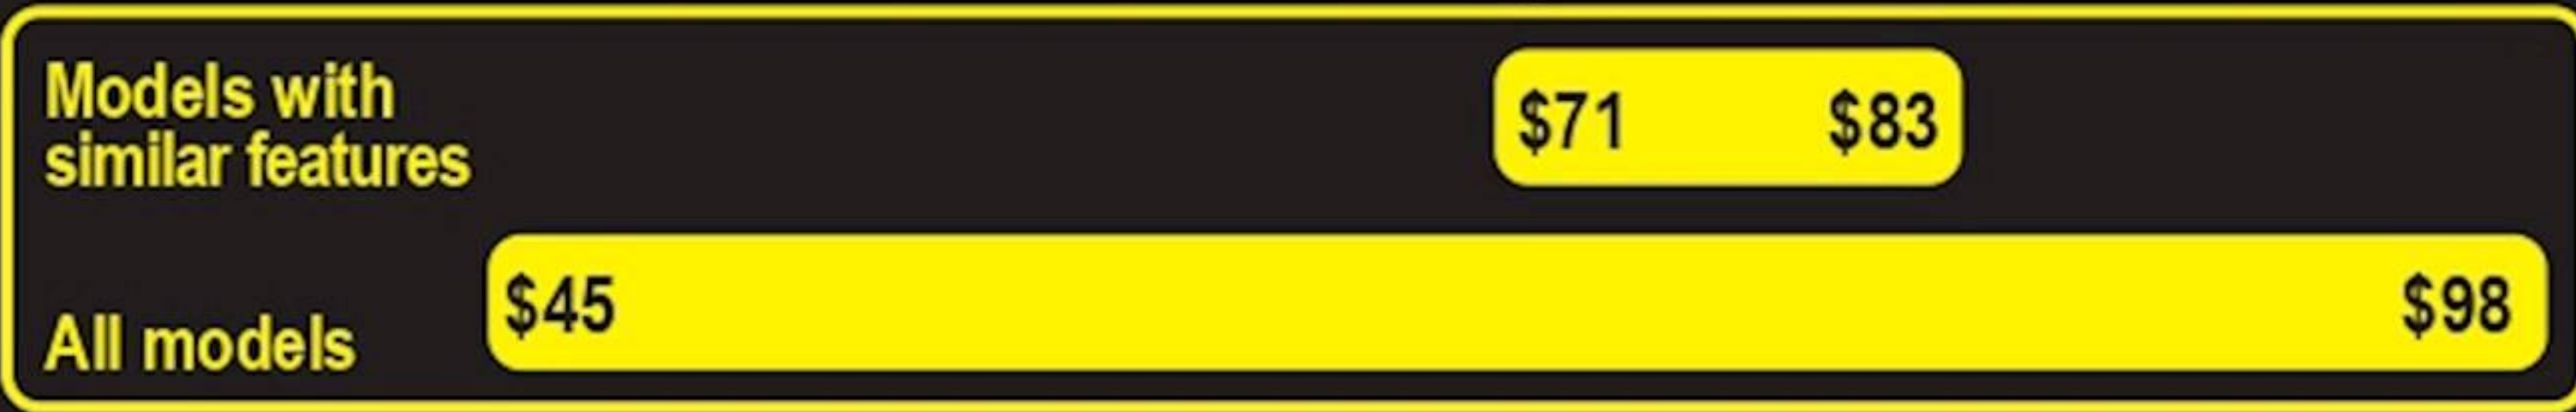 Models with
similar features
$71 $83
All models
$45 $98